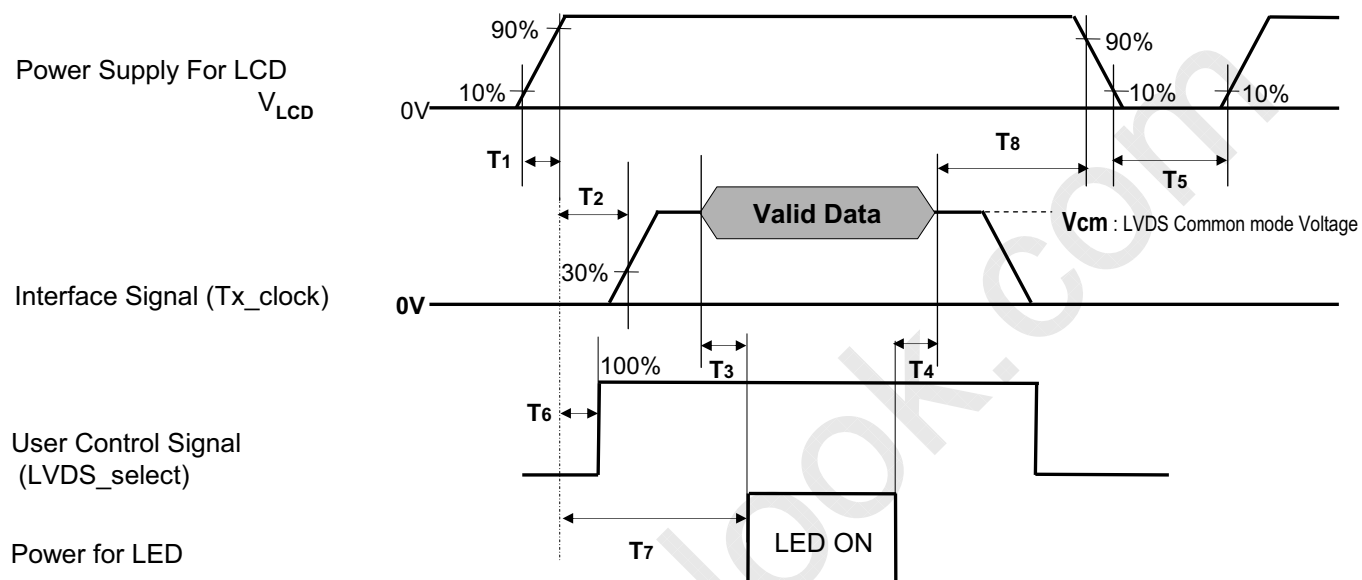 90%
90%
Power Supply For LCD
VLCD
10%
10%
10%
0V
T1
T8
T5
T2
Valid Data
Vcm : LVDS Common mode Voltage
30%
Interface Signal (Tx_clock)
0V
100%
T3
T4
T6
User Control Signal
(LVDS_select)
T7
LED ON
Power for LED
look.com